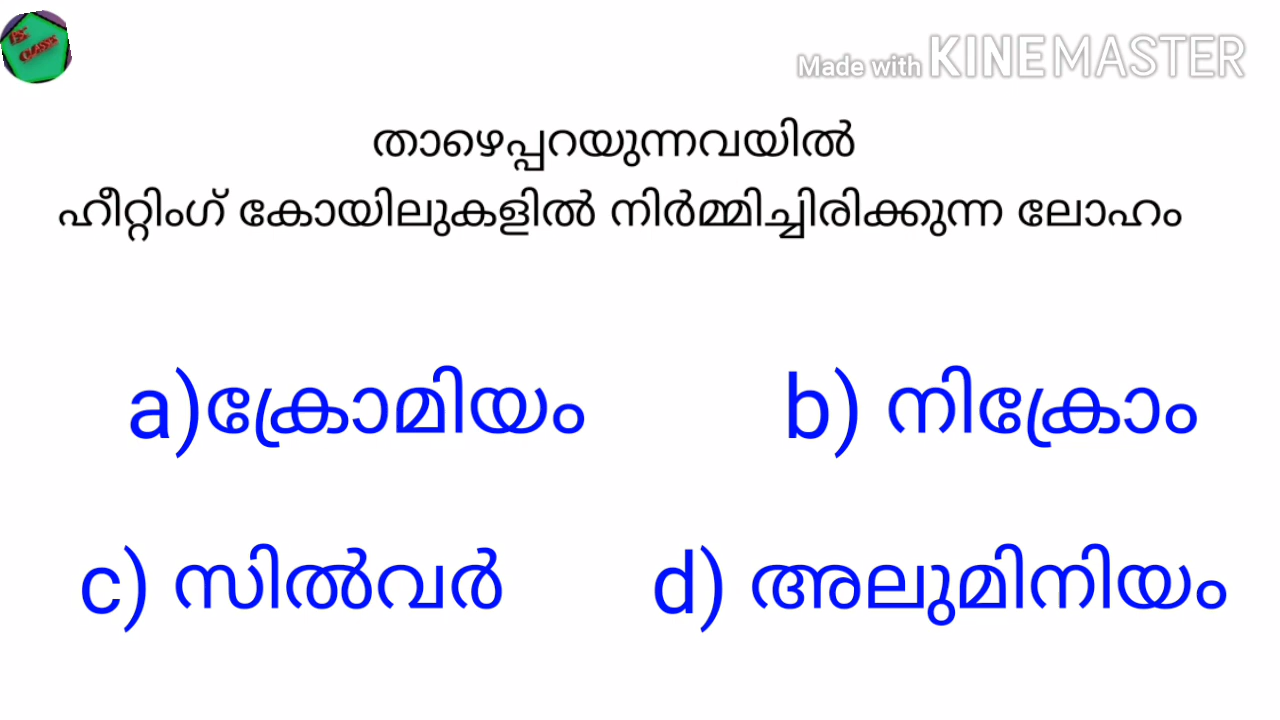 Made with KINEMASTER
താഴെപ്പറയുന്നവയിൽ
ഹീറ്റിംഗ് കോയിലുകളിൽ നിർമ്മിച്ചിരിക്കുന്ന ലോഹം
a)ക്രോമിയം b) നിക്രോം
c) സിൽവർ d) അലുമിനിയം